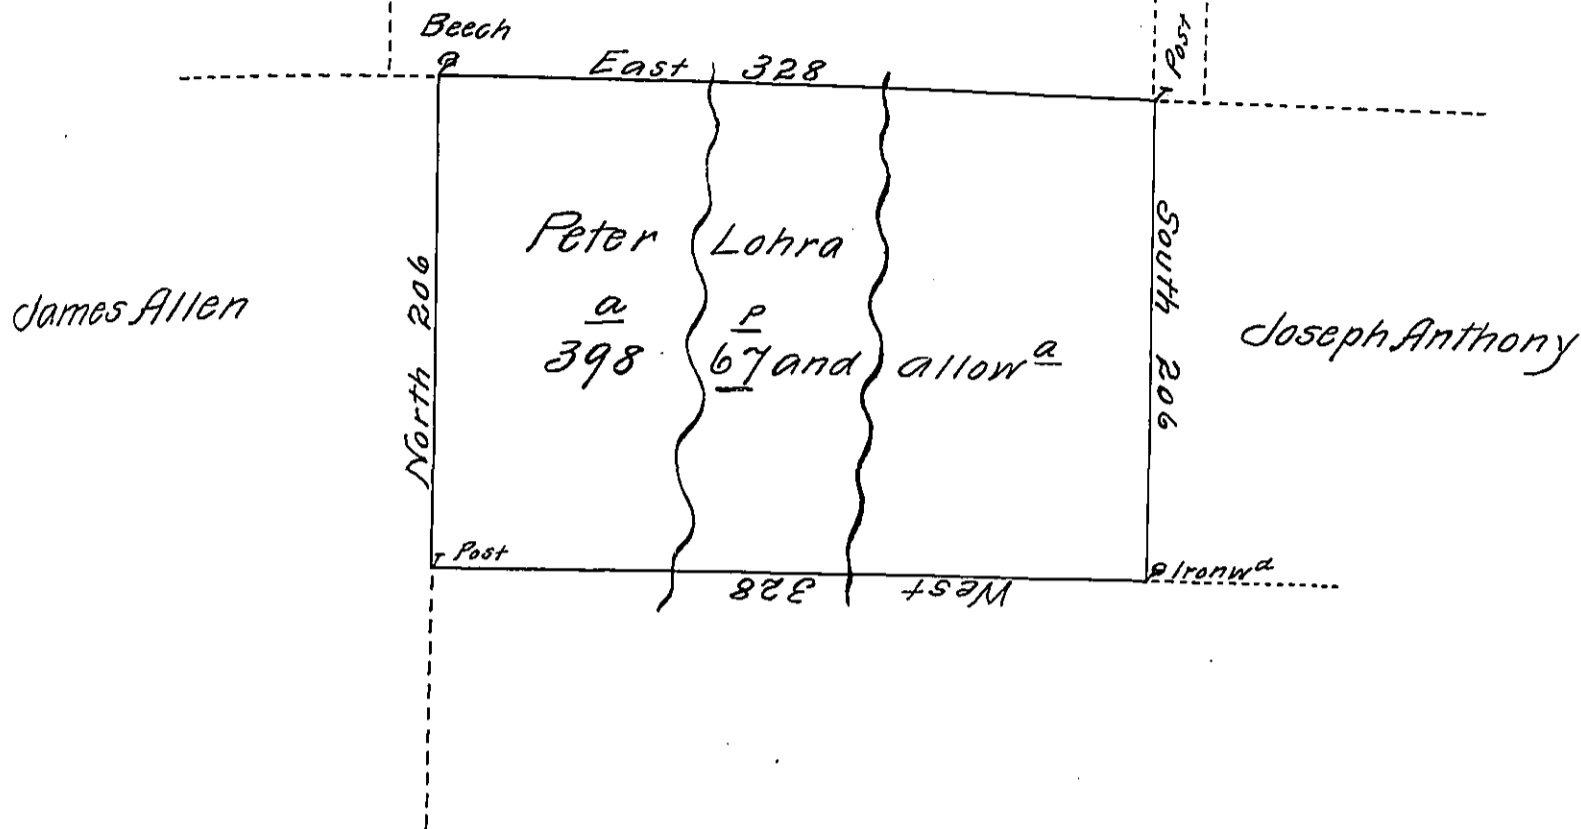 Beech
Post
East 328
Peter Lohra
a P
398 67 and allow a
James Allen
North 206
South 206
Joseph Anthony
Post
West 328
Ironwd